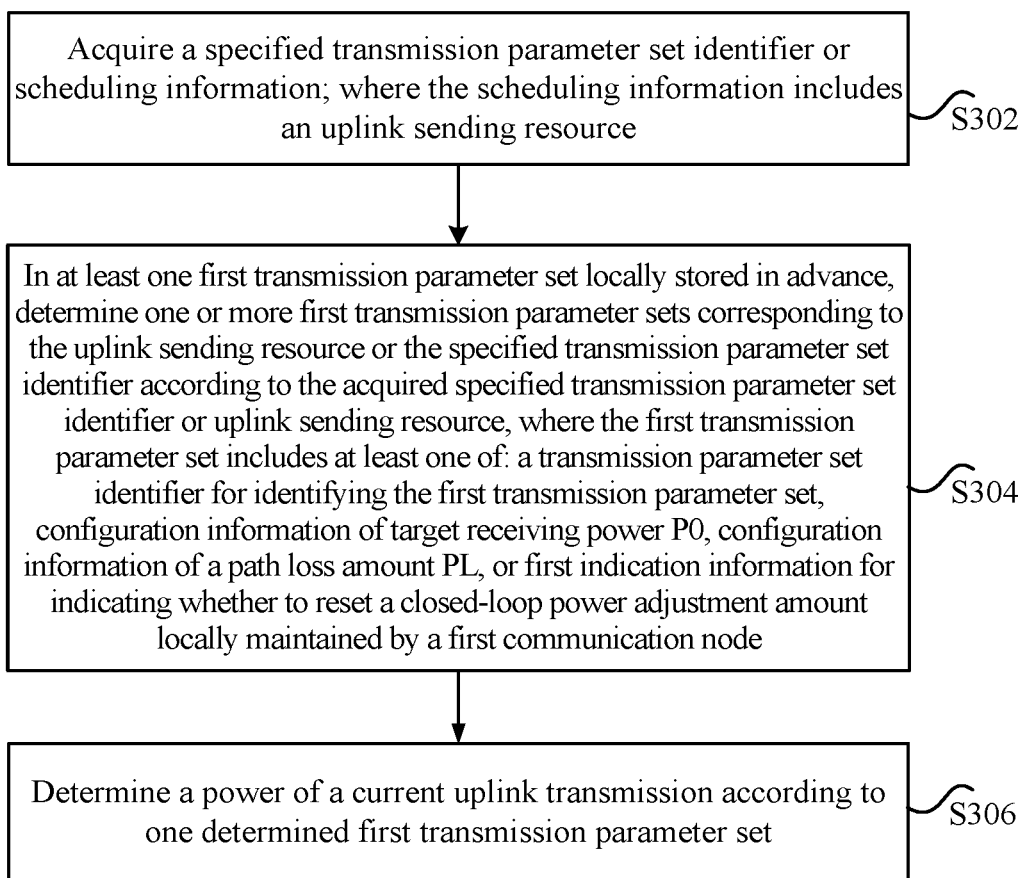 Acquire a specified transmission parameter set identifier or
scheduling information; where the scheduling information includes
an uplink sending resource
S302
In at least one first transmission parameter set locally stored in advance,
determine one or more first transmission parameter sets corresponding to
the uplink sending resource or the specified transmission parameter set
identifier according to the acquired specified transmission parameter set
identifier or uplink sending resource, where the first transmission
parameter set includes at least one of: a transmission parameter set
identifier for identifying the first transmission parameter set,
configuration information of target receiving power P0, configuration
information of a path loss amount PL, or first indication information for
indicating whether to reset a closed-loop power adjustment amount
locally maintained by a first communication node
S304
Determine a power of a current uplink transmission according to
one determined first transmission parameter set
S306